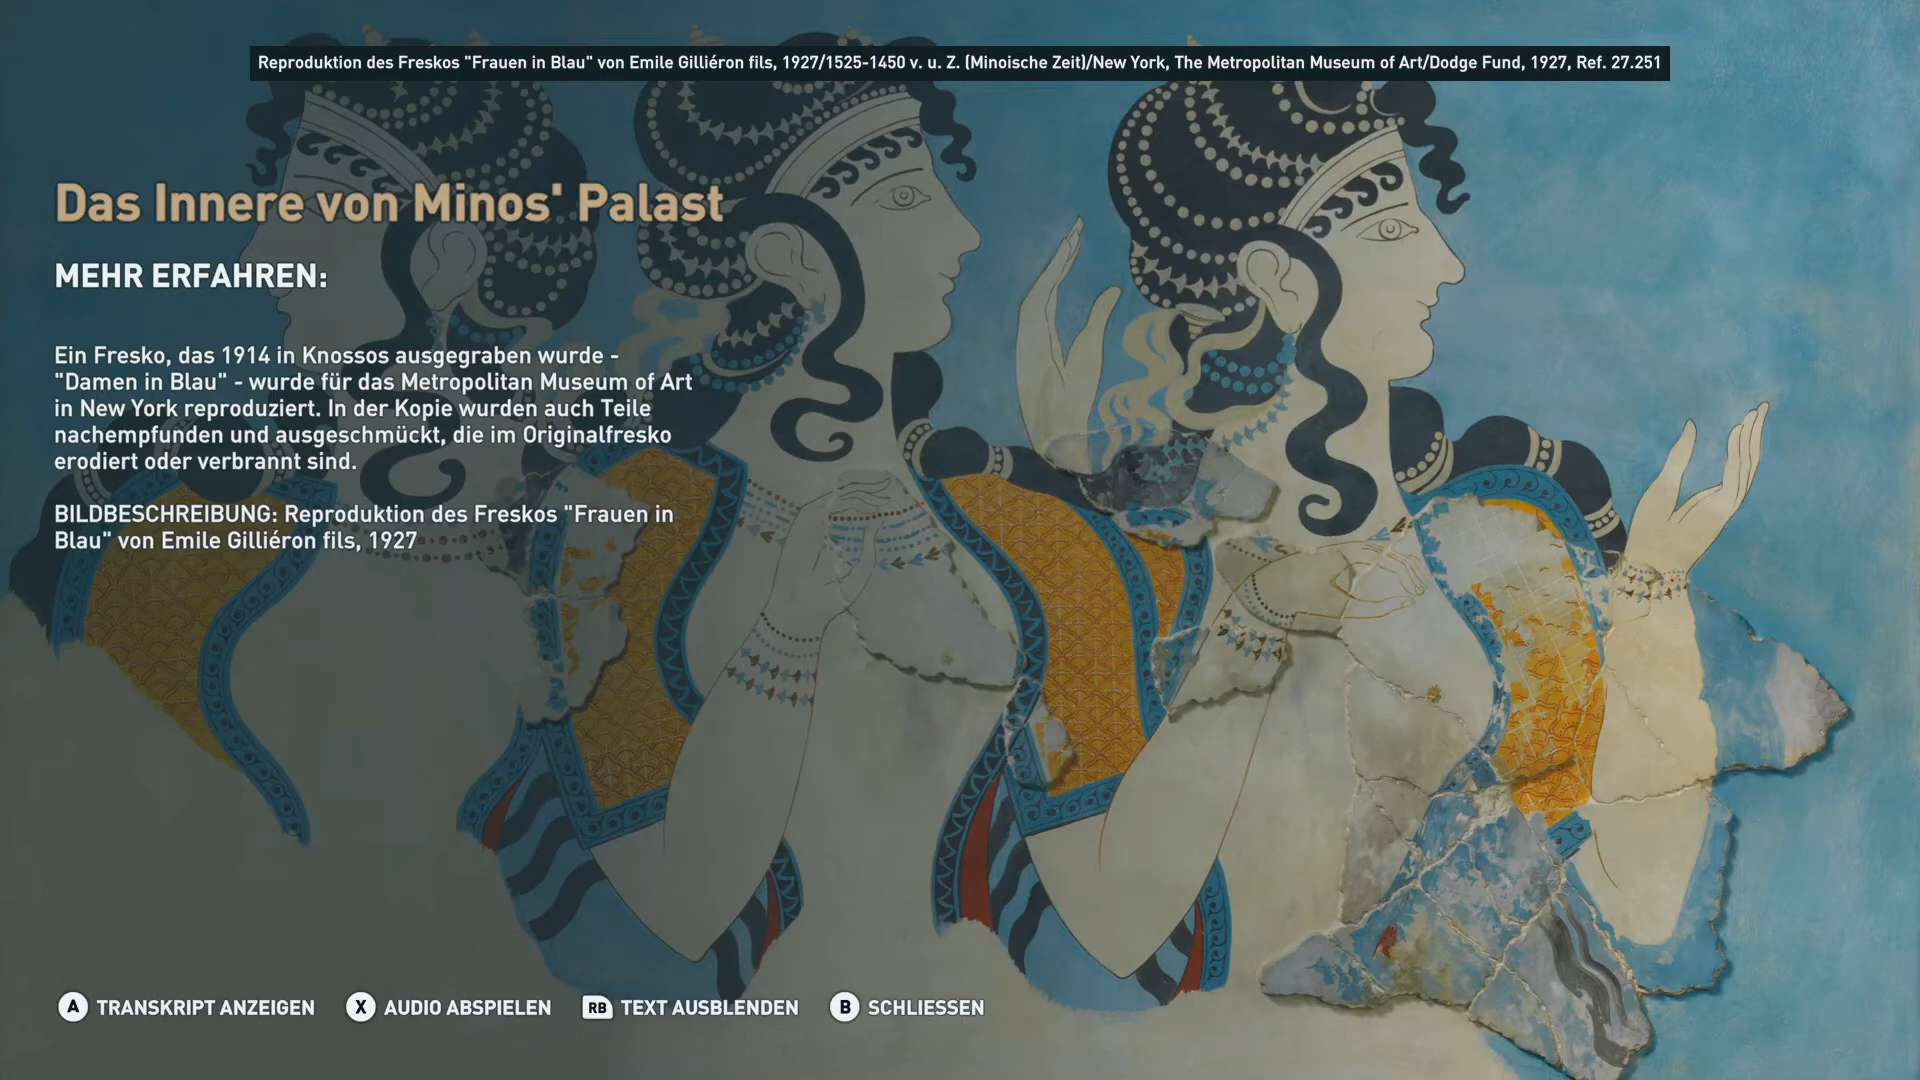 Reproduktion des Freskos "Frauen in Blau" von Emile Gilliéron fils, 1927/1525-1450 v. u. Z. (Minoische Zeit)/New York, The Metropolitan Museum of Art/Dodge Fund, 1927, Ref. 27.251
Das Innere von Minos' Palast
MEHR ERFAHREN:
Ein Fresko, das 1914 in Knossos ausgegraben wurde -
"Damen in Blau" - wurde für das Metropolitan Museum of Art
in New York reproduziert. In der Kopie wurden auch Teile
nachempfunden und ausgeschmückt, die im Originalfresko
erodiert oder verbrannt sind.
BILDBESCHREIBUNG: Reproduktion des Freskos "Frauen in
Blau" von Emile Gilliéron fils, 1927
A TRANSKRIPT ANZEIGEN X AUDIO ABSPIELEN RB TEXT AUSBLENDEN B SCHLIESSEN